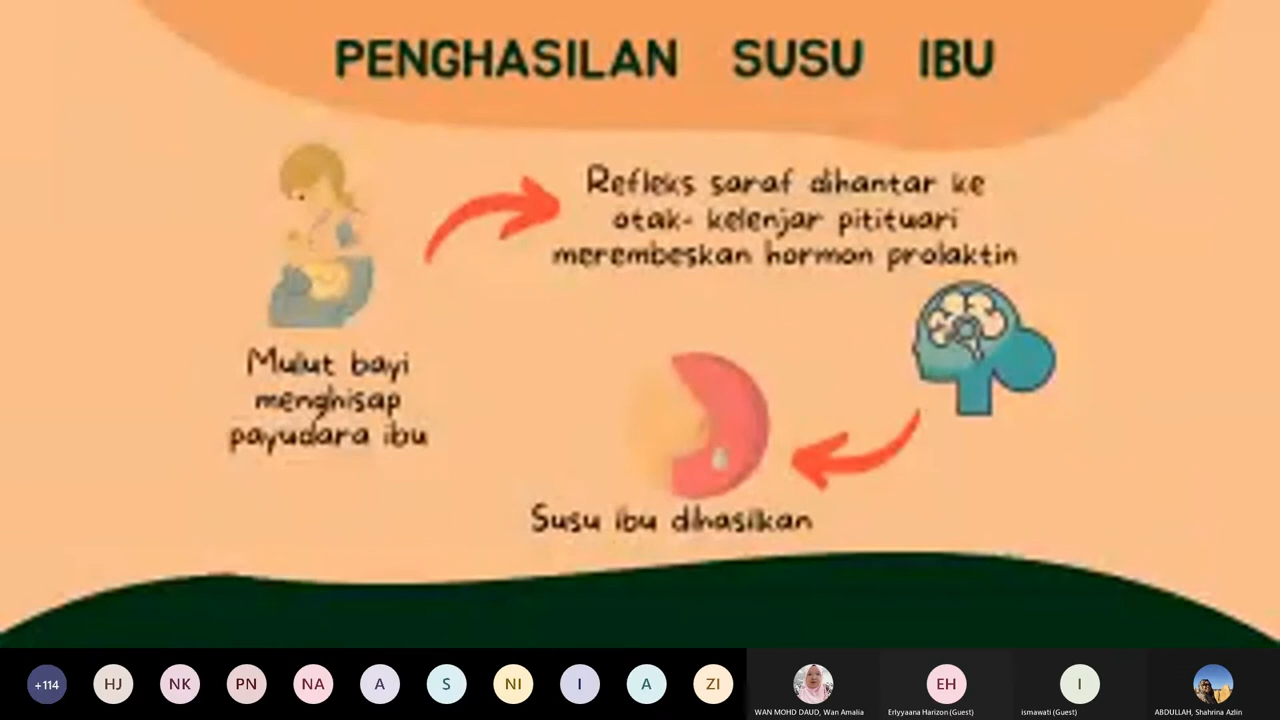 PENGHASILAN SUSU IBU
Refleks saraf dihantar ke
otak- kelenjar pitituari
merembeskan hormon prolaktin
Mulut bayi
menghisap
payudara ibu
Susu ibu dihasilkan
+114
HJ
NK
PN
NA
A
S
NI
I
A
ZI
EH
I
WAN MOHD DAUD, Wan Amalia
Erlyyaana Harizon (Guest)
ismawati (Guest)
ABDULLAH, Shahrina Azlin